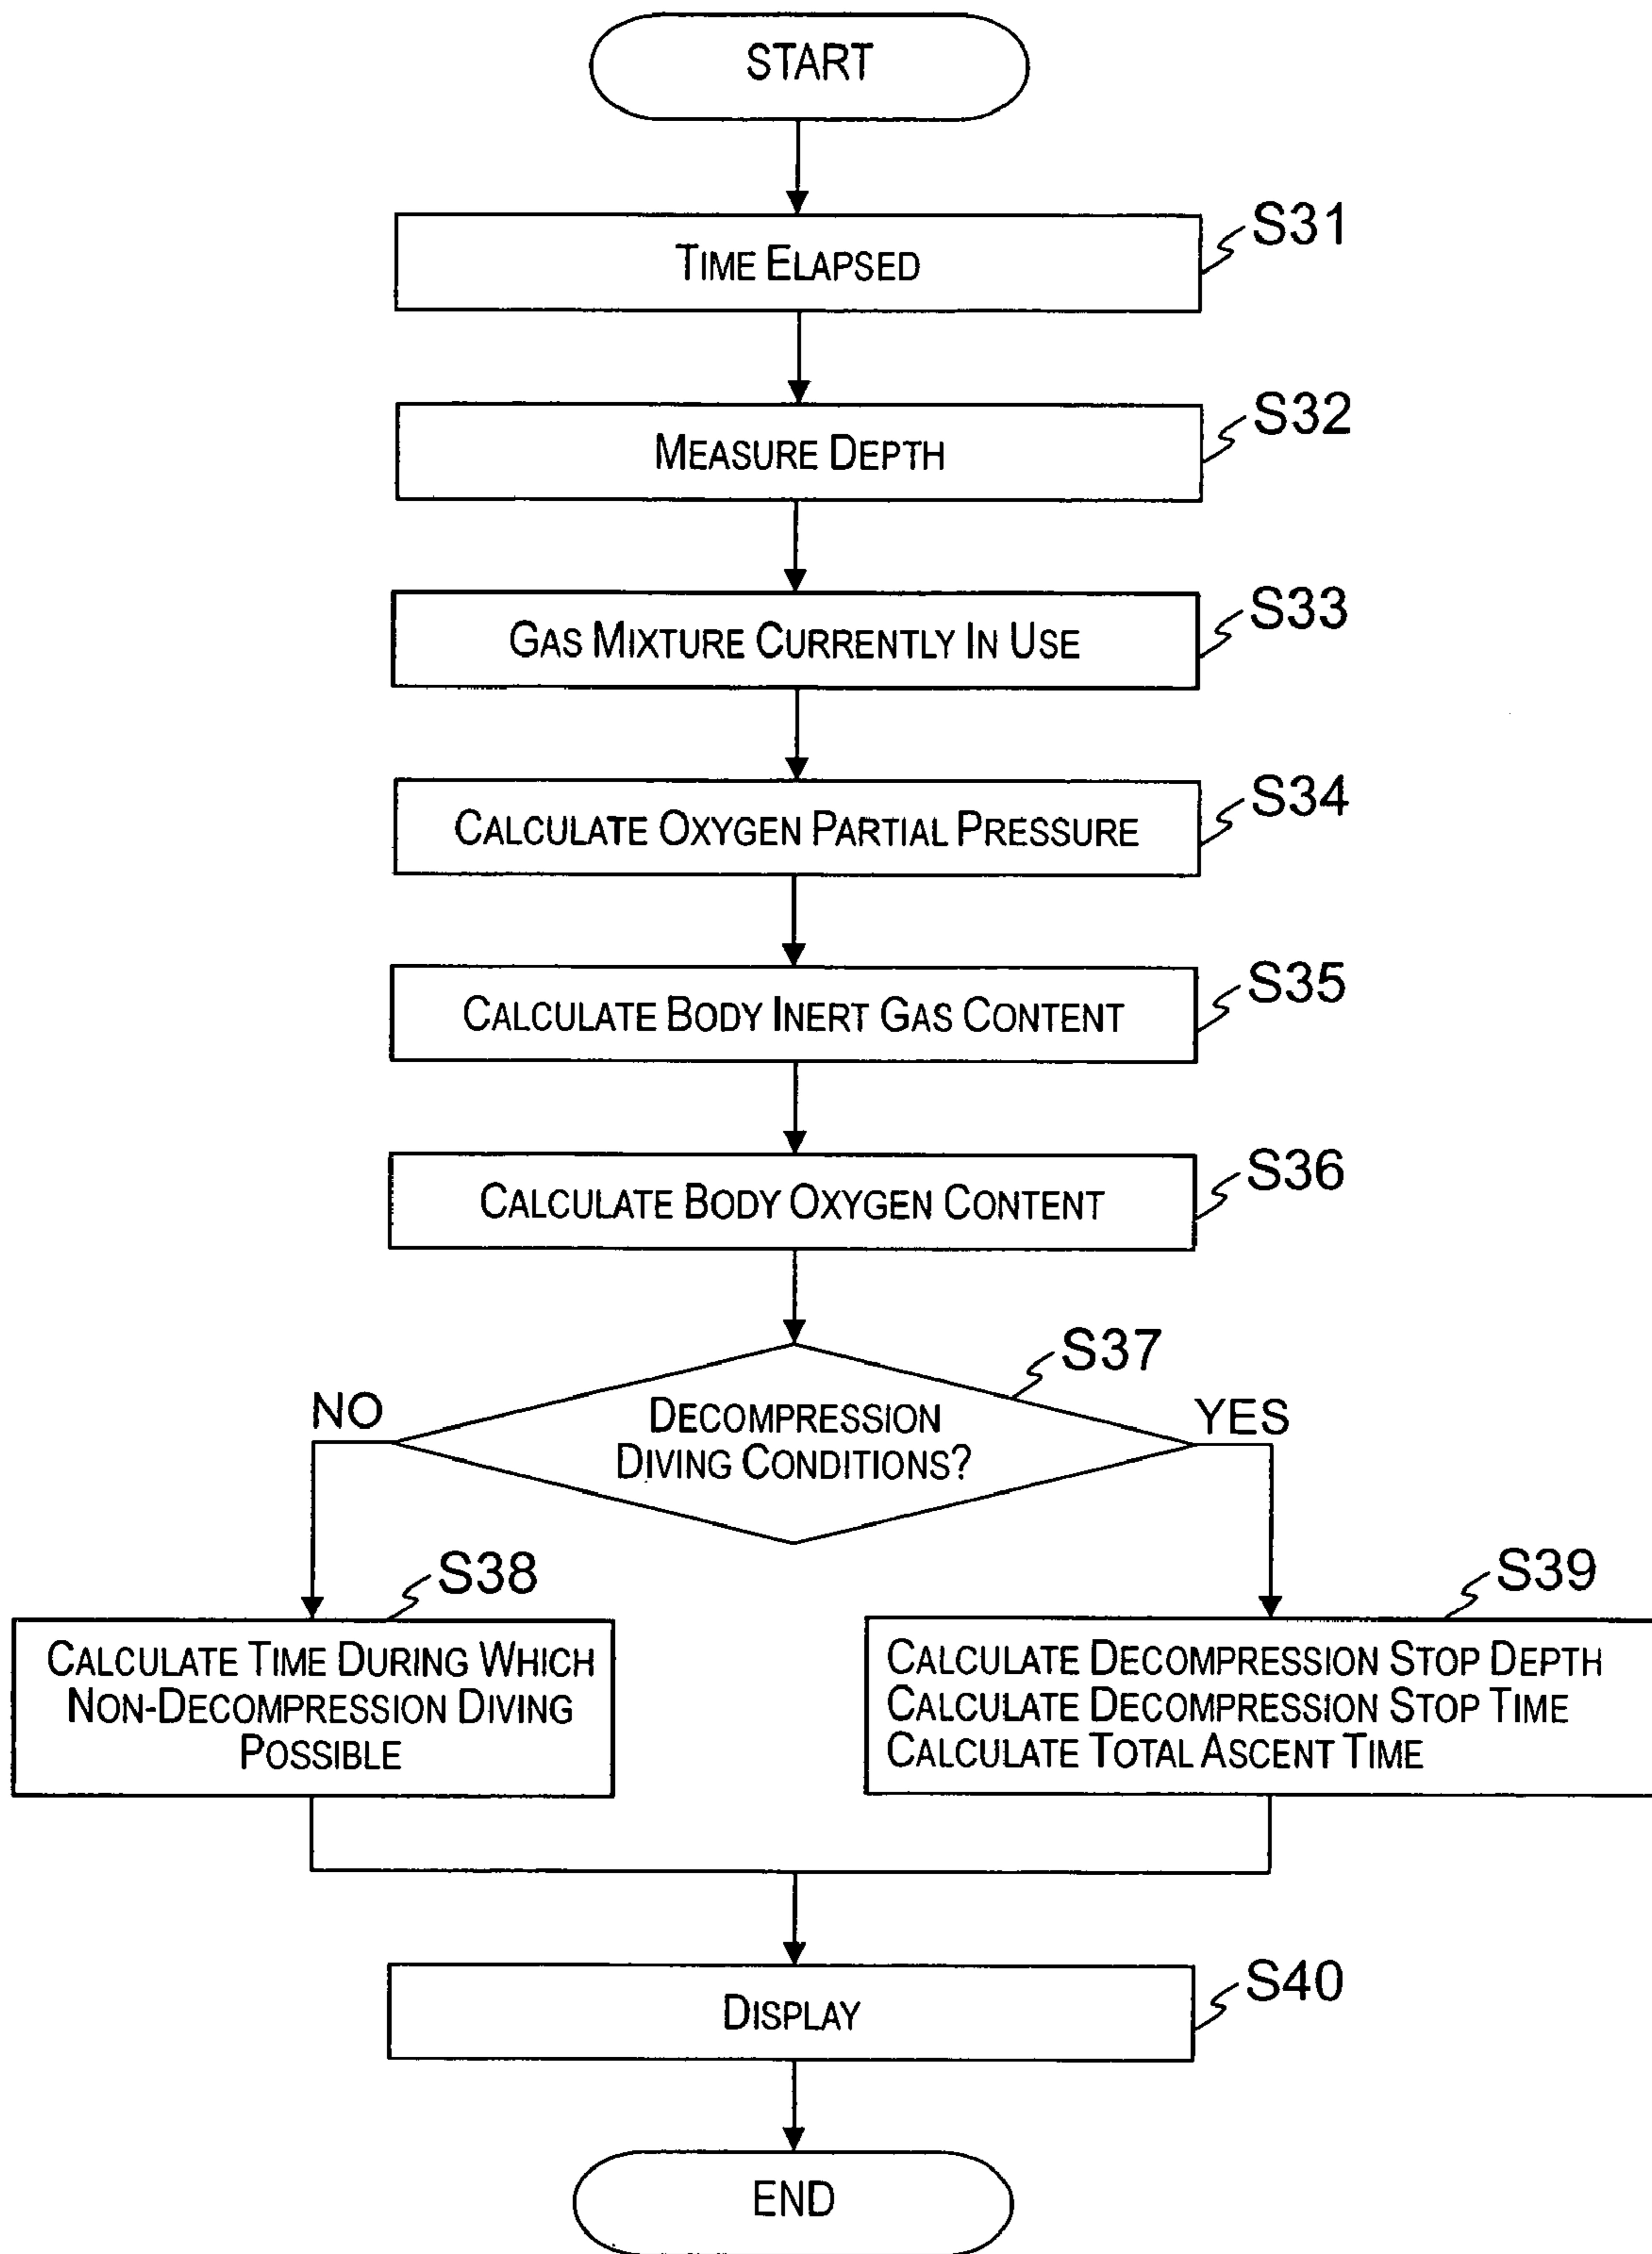 START
S31
TIME ELAPSED
S32
MEASURE DEPTH
S33
GAS MIXTURE CURRENTLY IN USE
S34
CALCULATE OXYGEN PARTIAL PRESSURE
S35
CALCULATE BODY INERT GAS CONTENT
S36
CALCULATE BODY OXYGEN CONTENT
S37
NO
DECOMPRESSION
DIVING CONDITIONS?
YES
S38
CALCULATE TIME DURING WHICH
NON-DECOMPRESSION DIVING
POSSIBLE
S39
CALCULATE DECOMPRESSION STOP DEPTH
CALCULATE DECOMPRESSION STOP TIME
CALCULATE TOTAL ASCENT TIME
S40
DISPLAY
END